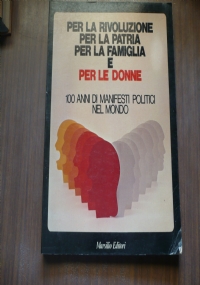 PER LA RIVOLUZIONE
PER LA PATRIA
PER LA FAMIGLIA
E
PER LE DONNE
100 ANNI DI MANIFESTI POLITICI
NEL MONDO
Marsilio Editori